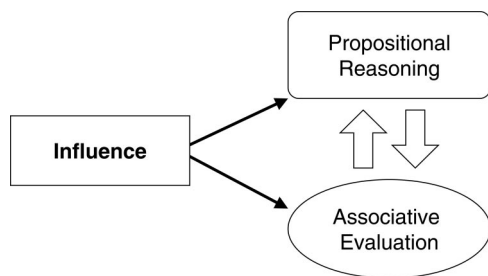 Propositional
Reasoning
Influence
Associative
Evaluation